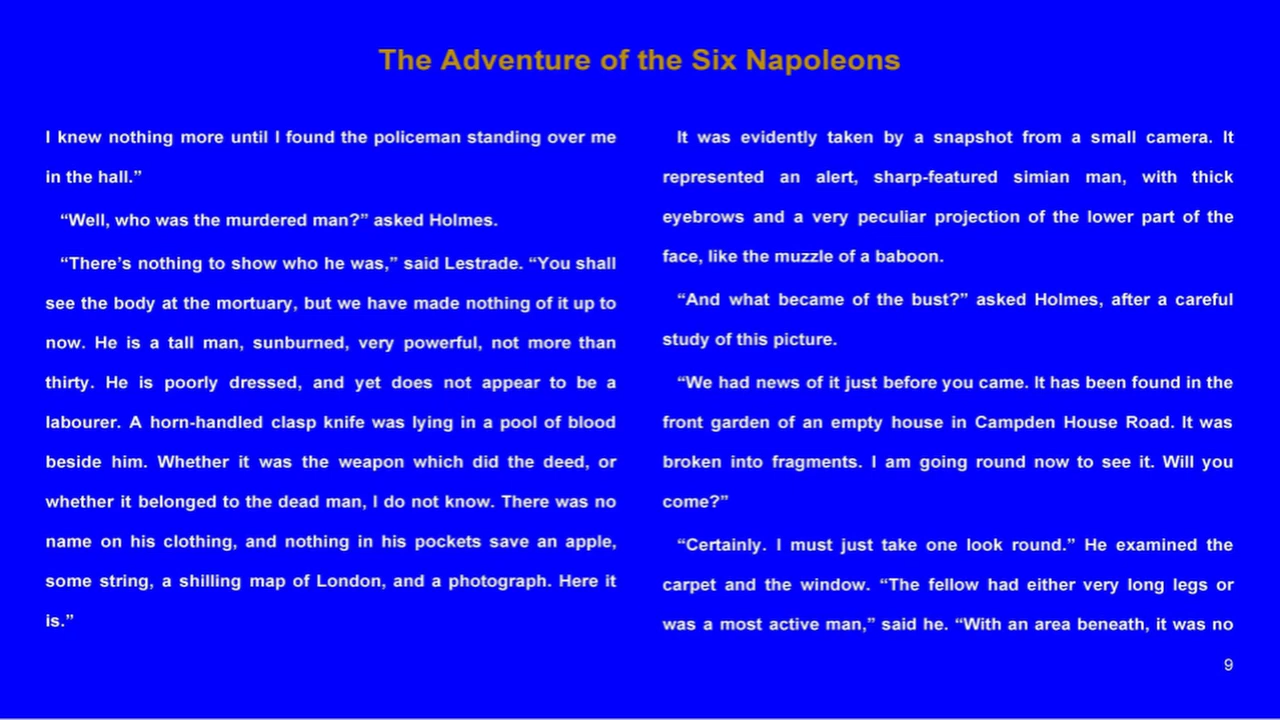 The Adventure of the Six Napoleons
I knew nothing more until I found the policeman standing over me
in the hall.”
“Well, who was the murdered man?” asked Holmes.
“There’s nothing to show who he was,” said Lestrade. “You shall
see the body at the mortuary, but we have made nothing of it up to
now. He is a tall man, sunburned, very powerful, not more than
thirty. He is poorly dressed, and yet does not appear to be a
labourer. A horn-handled clasp knife was lying in a pool of blood
beside him. Whether it was the weapon which did the deed, or
whether it belonged to the dead man, I do not know. There was no
name on his clothing, and nothing in his pockets save an apple,
some string, a shilling map of London, and a photograph. Here it
is.”
It was evidently taken by a snapshot from a small camera. It
represented an alert, sharp-featured simian man, with thick
eyebrows and a very peculiar projection of the lower part of the
face, like the muzzle of a baboon.
“And what became of the bust?” asked Holmes, after a careful
study of this picture.
“We had news of it just before you came. It has been found in the
front garden of an empty house in Campden House Road. It was
broken into fragments. I am going round now to see it. Will you
come?”
“Certainly. I must just take one look round.” He examined the
carpet and the window. “The fellow had either very long legs or
was a most active man,” said he. “With an area beneath, it was no
9